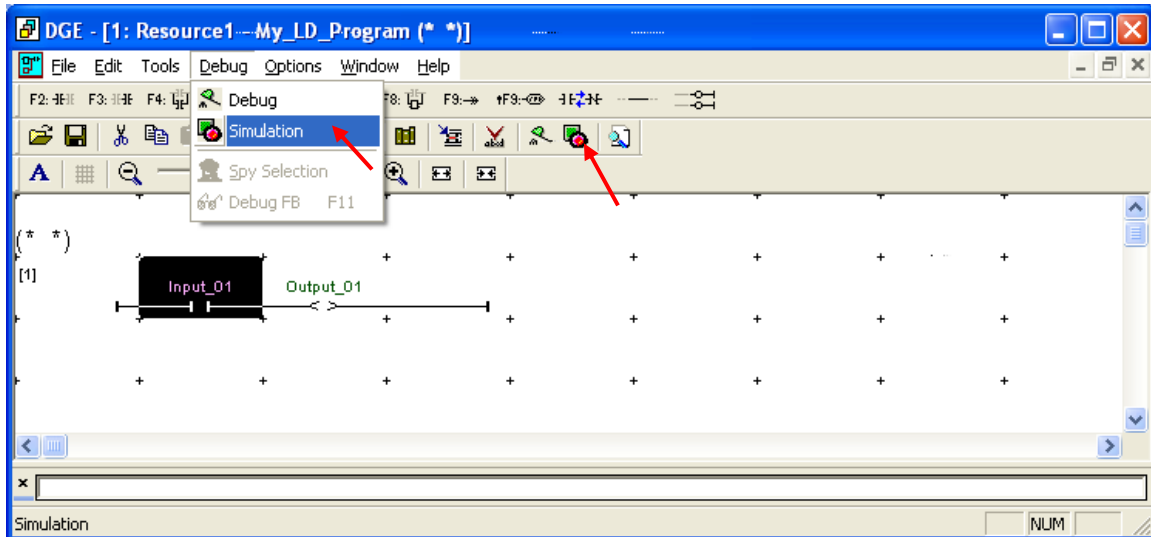 DGE - [1: Resource1 - My_LD_Program (* *)]
File Edit Tools Debug Options Window Help
F2: F3: F4: F8: F9: ↑F9:
Debug
Simulation
Spy Selection
Debug FB F11
A
(* *)
[1]
Input_01 Output_01
Simulation NUM